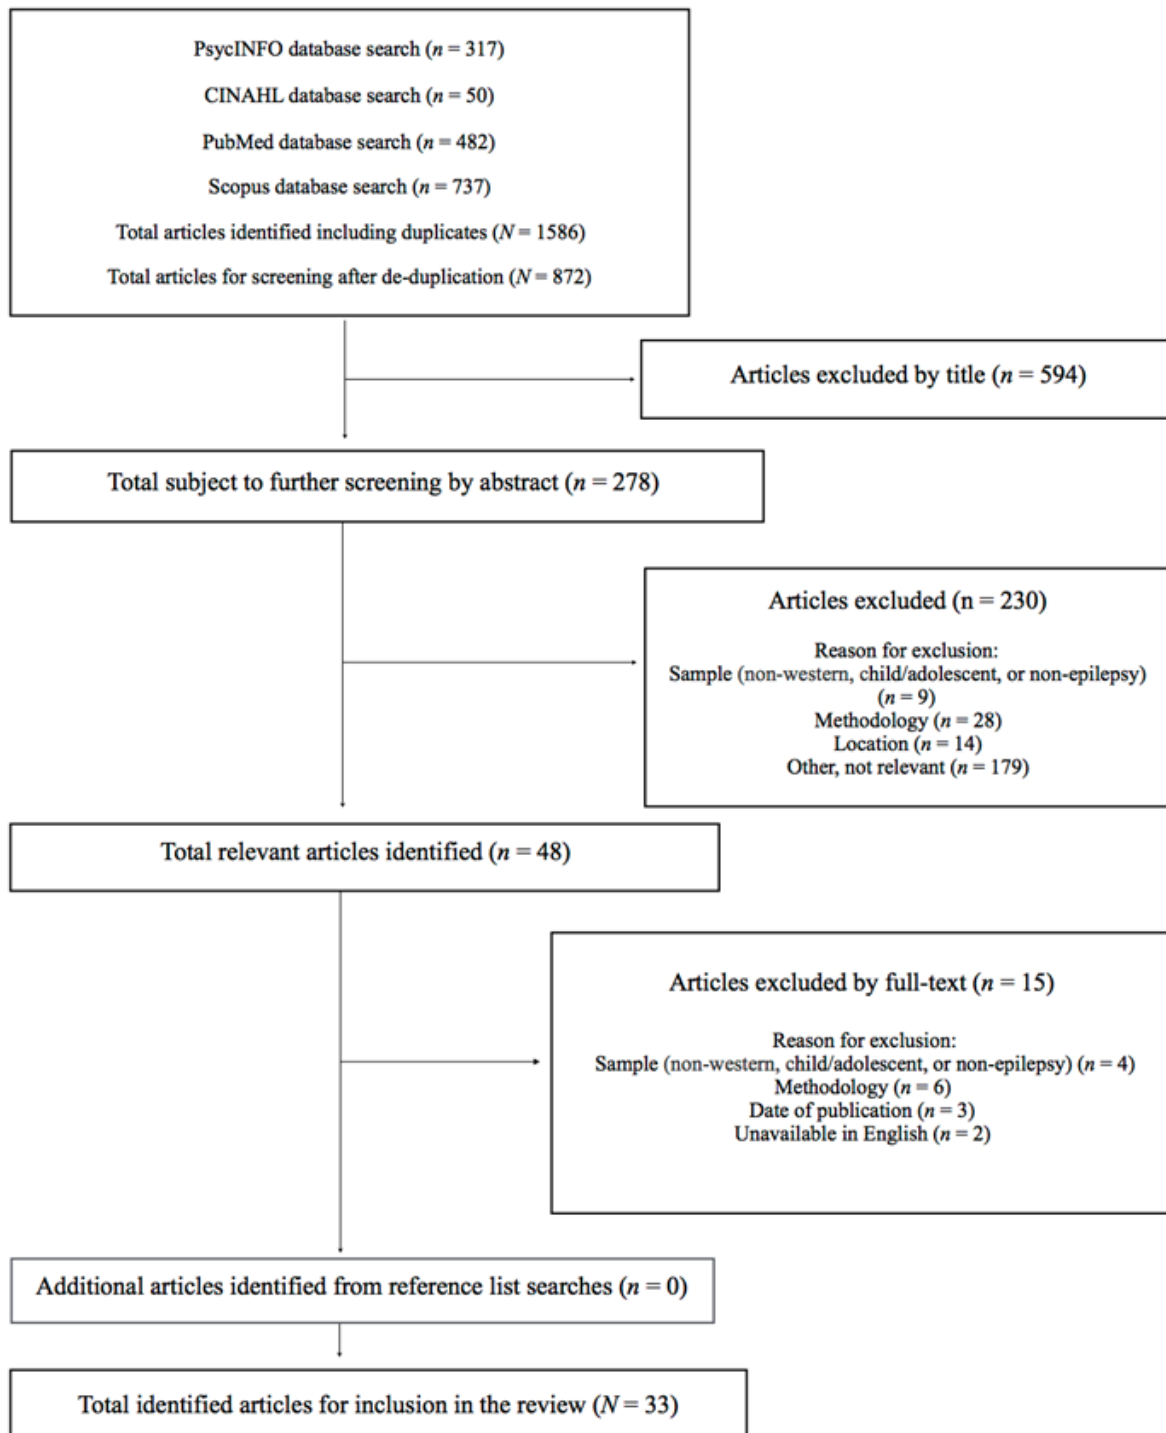 PsycINFO database search (n = 317)
CINAHL database search (n = 50)
PubMed database search (n = 482)
Scopus database search (n = 737)
Total articles identified including duplicates (N = 1586)
Total articles for screening after de-duplication (N = 872)
Articles excluded by title (n = 594)
Total subject to further screening by abstract (n = 278)
Articles excluded (n = 230)
Reason for exclusion:
Sample (non-western, child/adolescent, or non-epilepsy)
(n = 9)
Methodology (n = 28)
Location (n = 14)
Other, not relevant (n = 179)
Total relevant articles identified (n = 48)
Articles excluded by full-text (n = 15)
Reason for exclusion:
Sample (non-western, child/adolescent, or non-epilepsy) (n = 4)
Methodology (n = 6)
Date of publication (n = 3)
Unavailable in English (n = 2)
Additional articles identified from reference list searches (n = 0)
Total identified articles for inclusion in the review (N = 33)